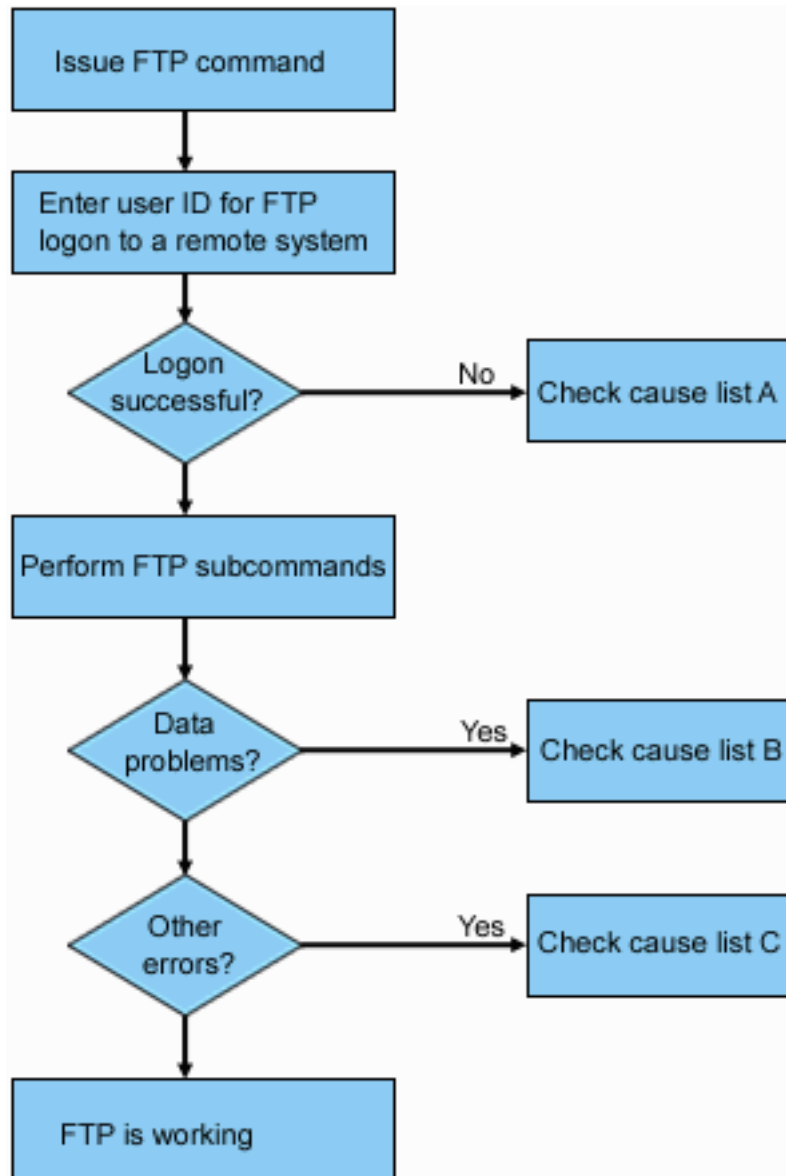 Issue FTP command
Enter user ID for FTP
logon to a remote system
Logon
successful?
No
Check cause list A
Perform FTP subcommands
Data
problems?
Yes
Check cause list B
Other
errors?
Yes
Check cause list C
FTP is working